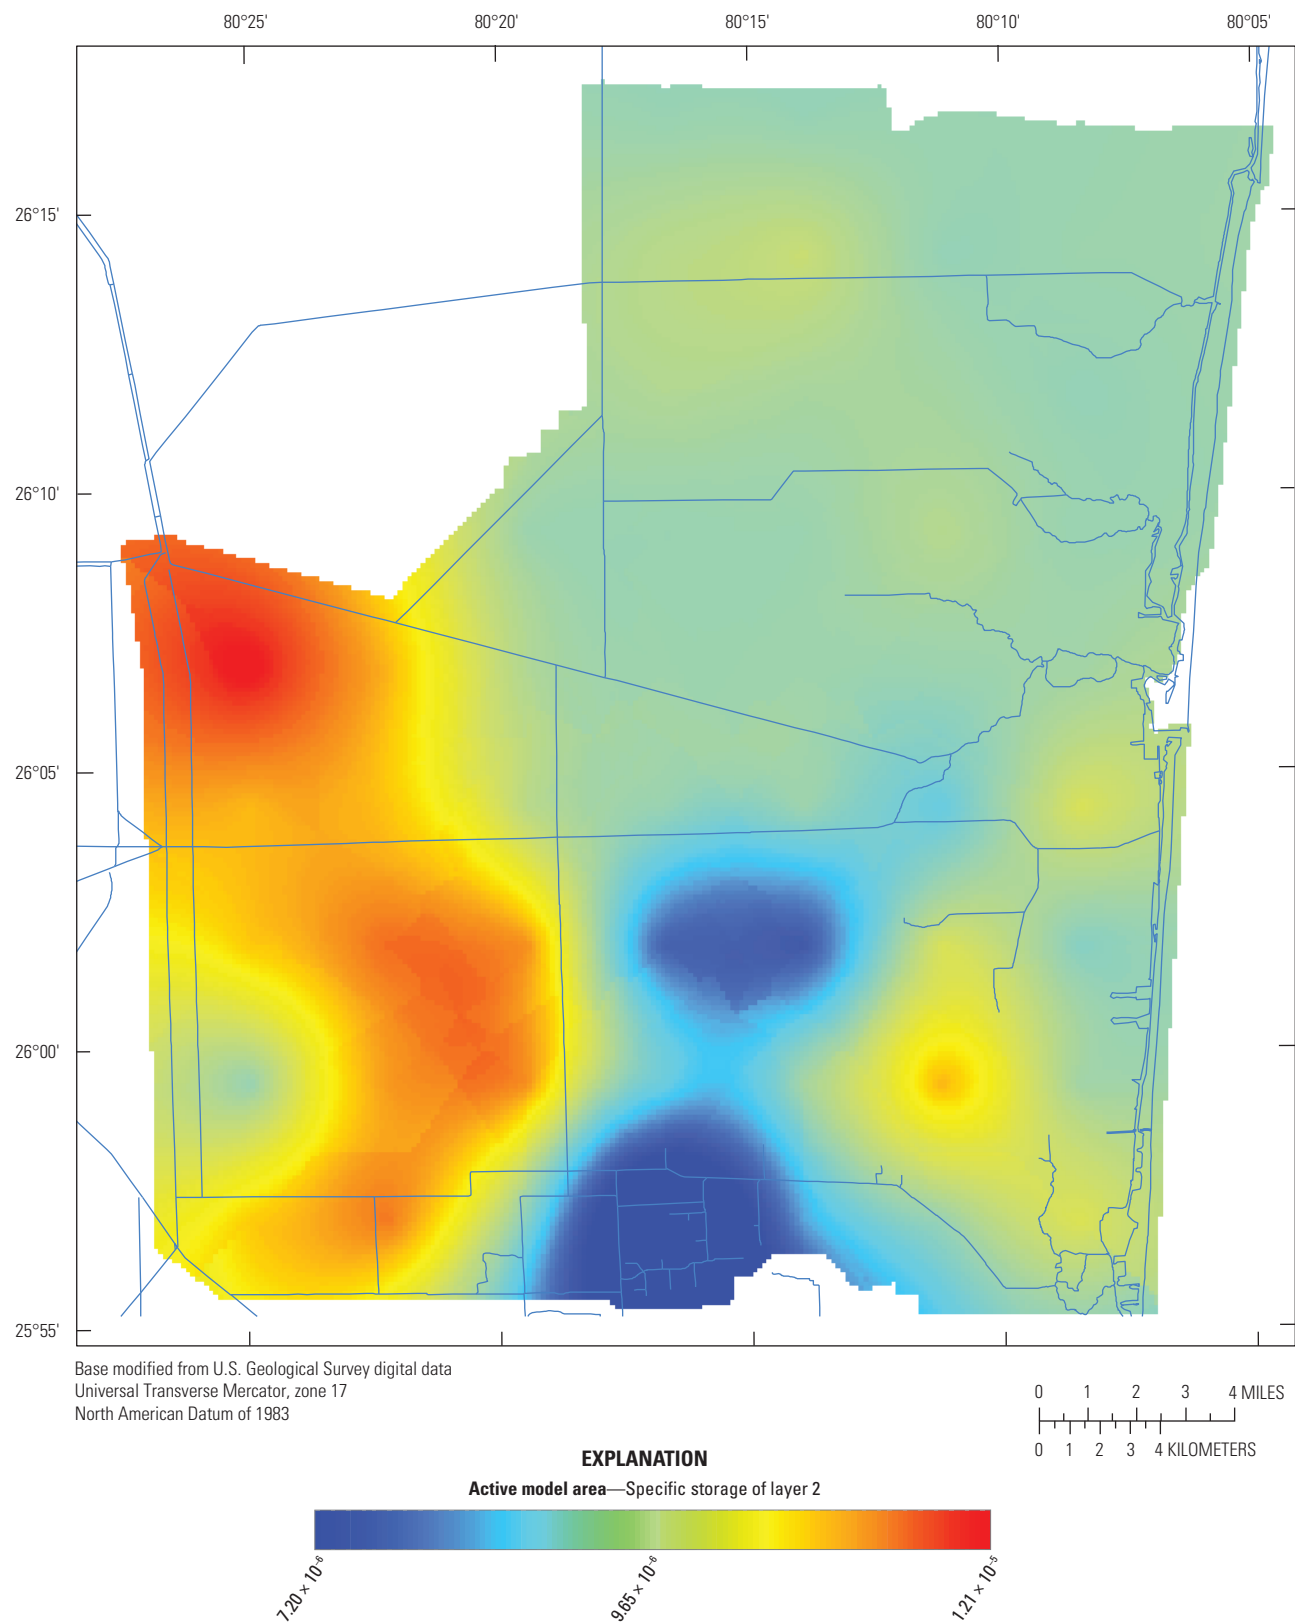 80°25' 80°20' 80°15' 80°10' 80°05'
26°15'
26°10'
26°05'
26°00'
25°55'
Base modified from U.S. Geological Survey digital data
Universal Transverse Mercator, zone 17
North American Datum of 1983
0 1 2 3 4 MILES
0 1 2 3 4 KILOMETERS
EXPLANATION
Active model area—Specific storage of layer 2
7.20 × 10⁻⁶ 9.65 × 10⁻⁶ 1.21 × 10⁻⁵